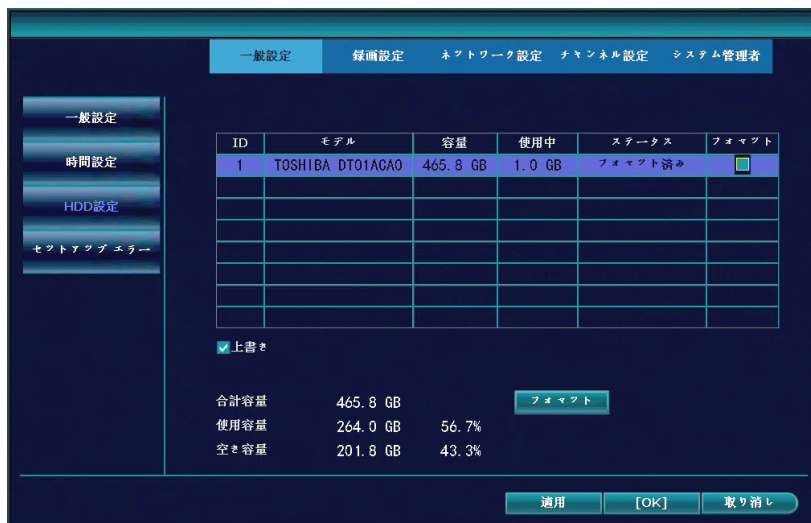 一般設定 録画設定 ネットワーク設定 チャンネル設定 システム管理者
一般設定
時間設定
HDD設定
セットアップエラー
ID モデル 容量 使用中 ステータス フォマット
1 TOSHIBA DT01ACA0 465.8 GB 1.0 GB フォマット済み
上書き
合計容量 465.8 GB フォマット
使用容量 264.0 GB 56.7%
空き容量 201.8 GB 43.3%
適用 [OK] 取り消し